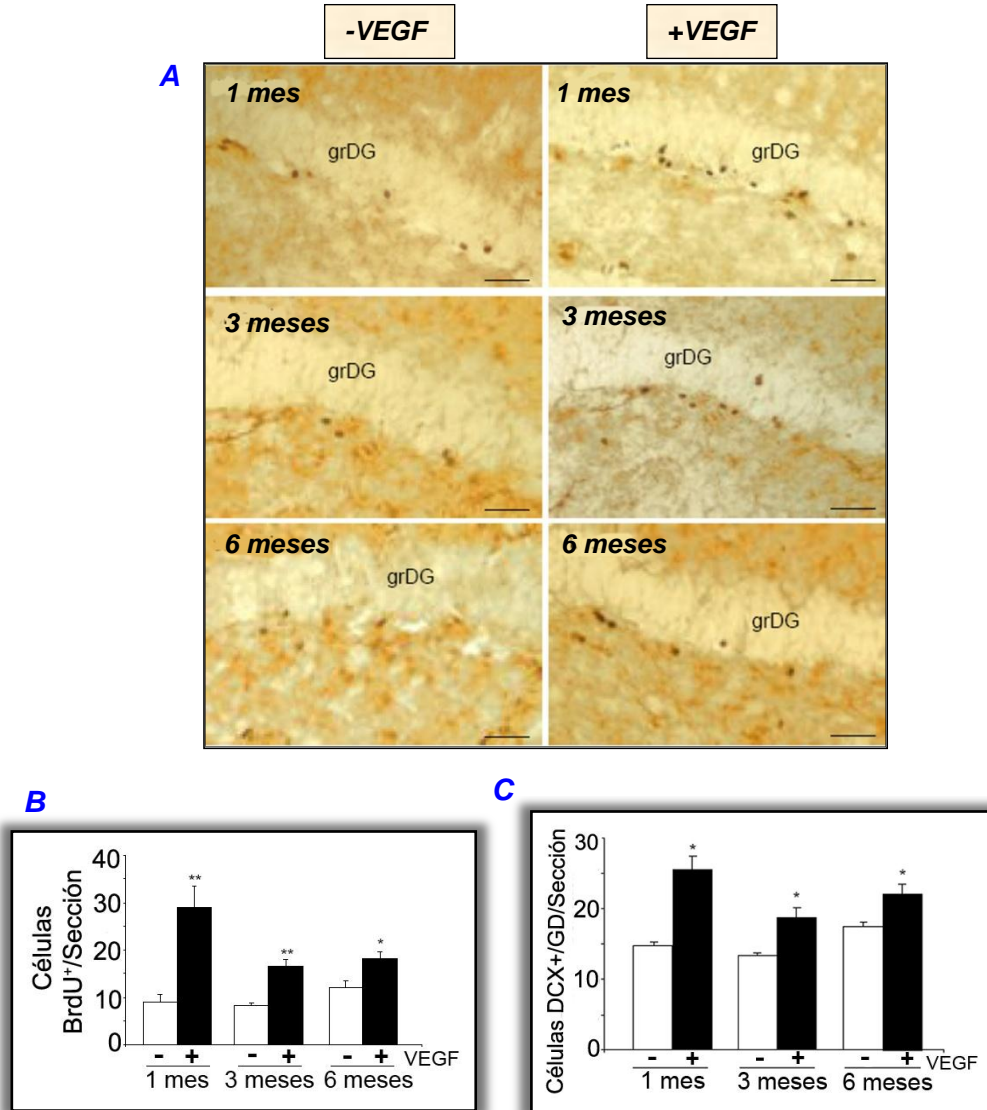 -VEGF +VEGF
A
1 mes 1 mes
grDG grDG
3 meses 3 meses
grDG grDG
6 meses 6 meses
grDG grDG
B
Células
BrdU⁺/Sección
40
30
20
10
0
** ** *
- + - + - + VEGF
1 mes 3 meses 6 meses
C
Células DCX+/GD/Sección
30
20
10
0
* * *
- + - + - + VEGF
1 mes 3 meses 6 meses